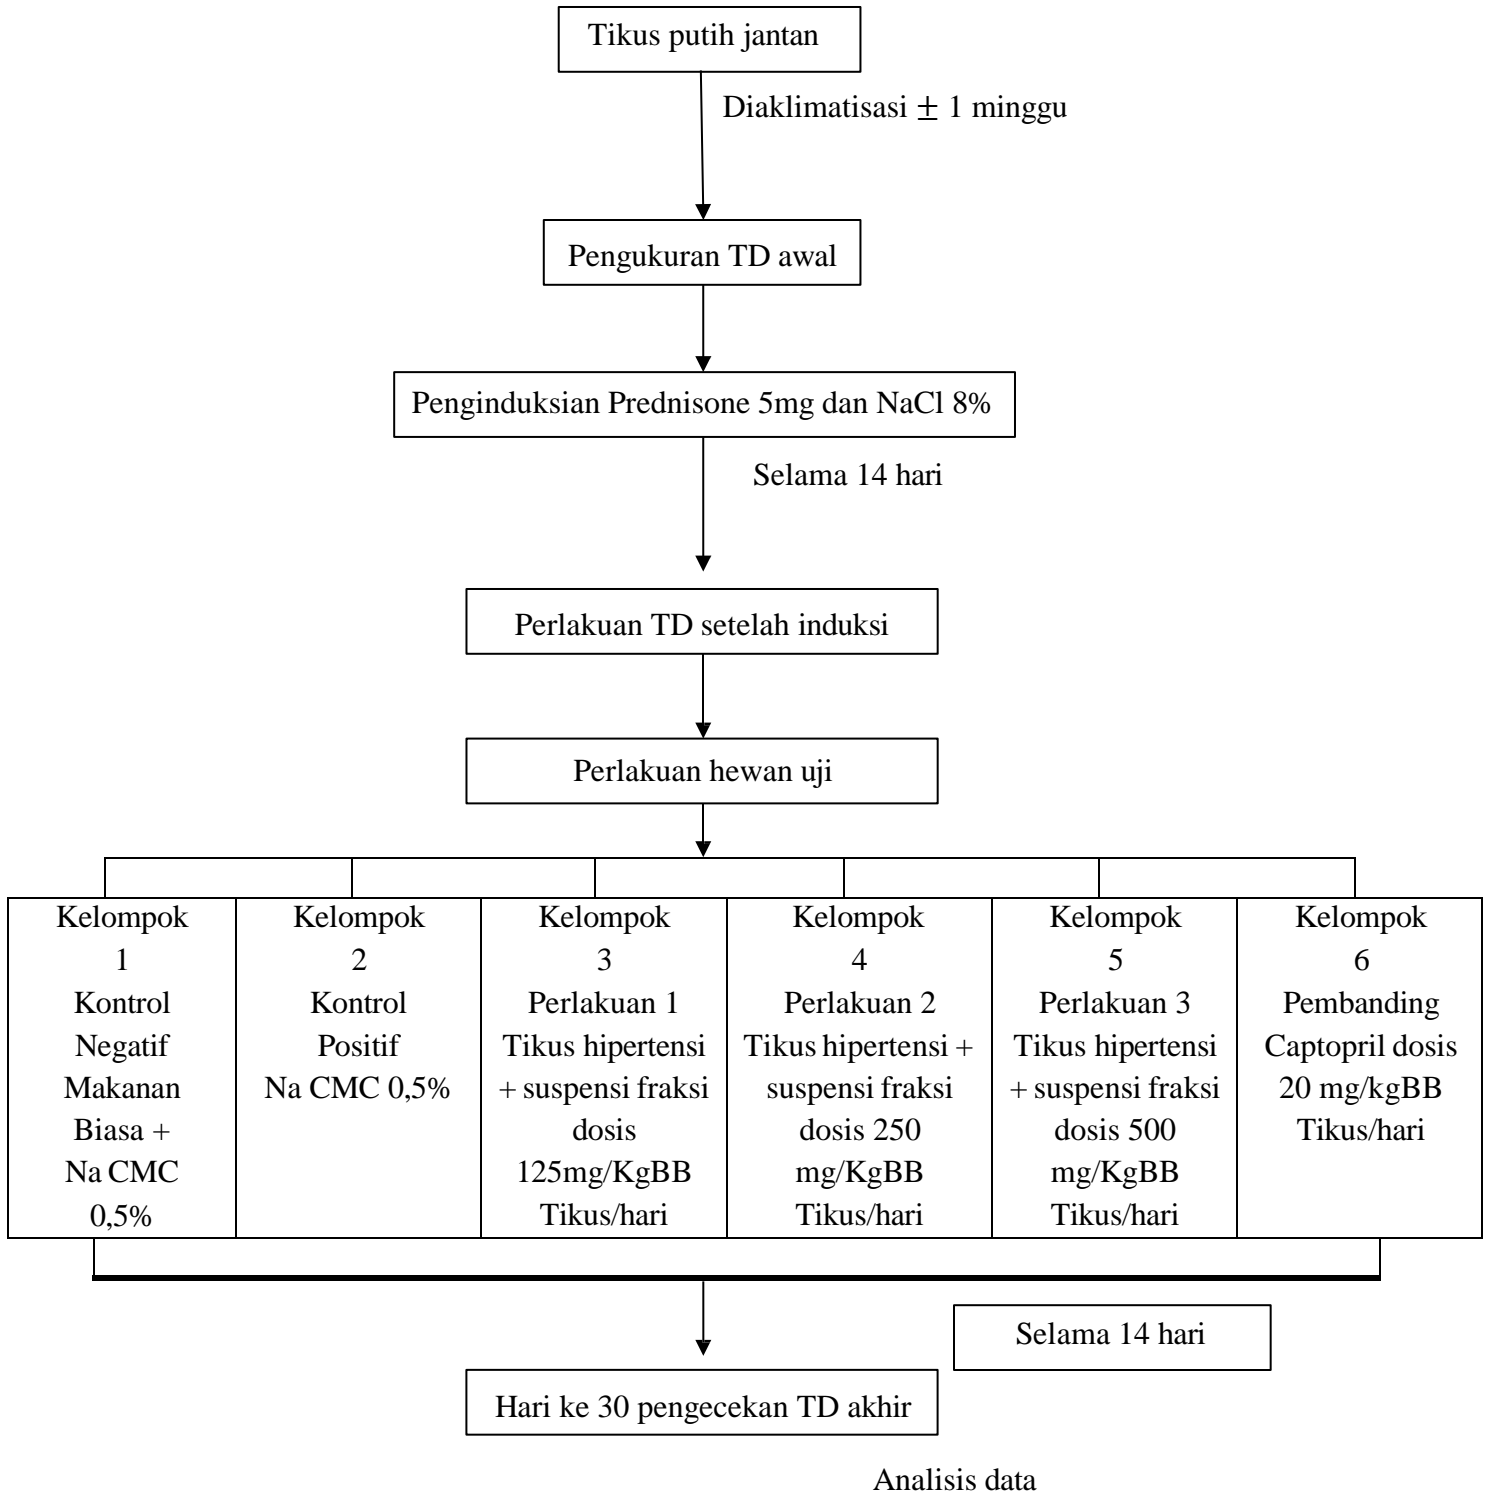 Tikus putih jantan
Diaklimatisasi ± 1 minggu
Pengukuran TD awal
Penginduksian Prednisone 5mg dan NaCl 8%
Selama 14 hari
Perlakuan TD setelah induksi
Perlakuan hewan uji
Kelompok
1
Kontrol
Negatif
Makanan
Biasa +
Na CMC
0,5%
Kelompok
2
Kontrol
Positif
Na CMC 0,5%
Kelompok
3
Perlakuan 1
Tikus hipertensi
+ suspensi fraksi
dosis
125mg/KgBB
Tikus/hari
Kelompok
4
Perlakuan 2
Tikus hipertensi +
suspensi fraksi
dosis 250
mg/KgBB
Tikus/hari
Kelompok
5
Perlakuan 3
Tikus hipertensi
+ suspensi fraksi
dosis 500
mg/KgBB
Tikus/hari
Kelompok
6
Pembanding
Captopril dosis
20 mg/kgBB
Tikus/hari
Selama 14 hari
Hari ke 30 pengecekan TD akhir
Analisis data